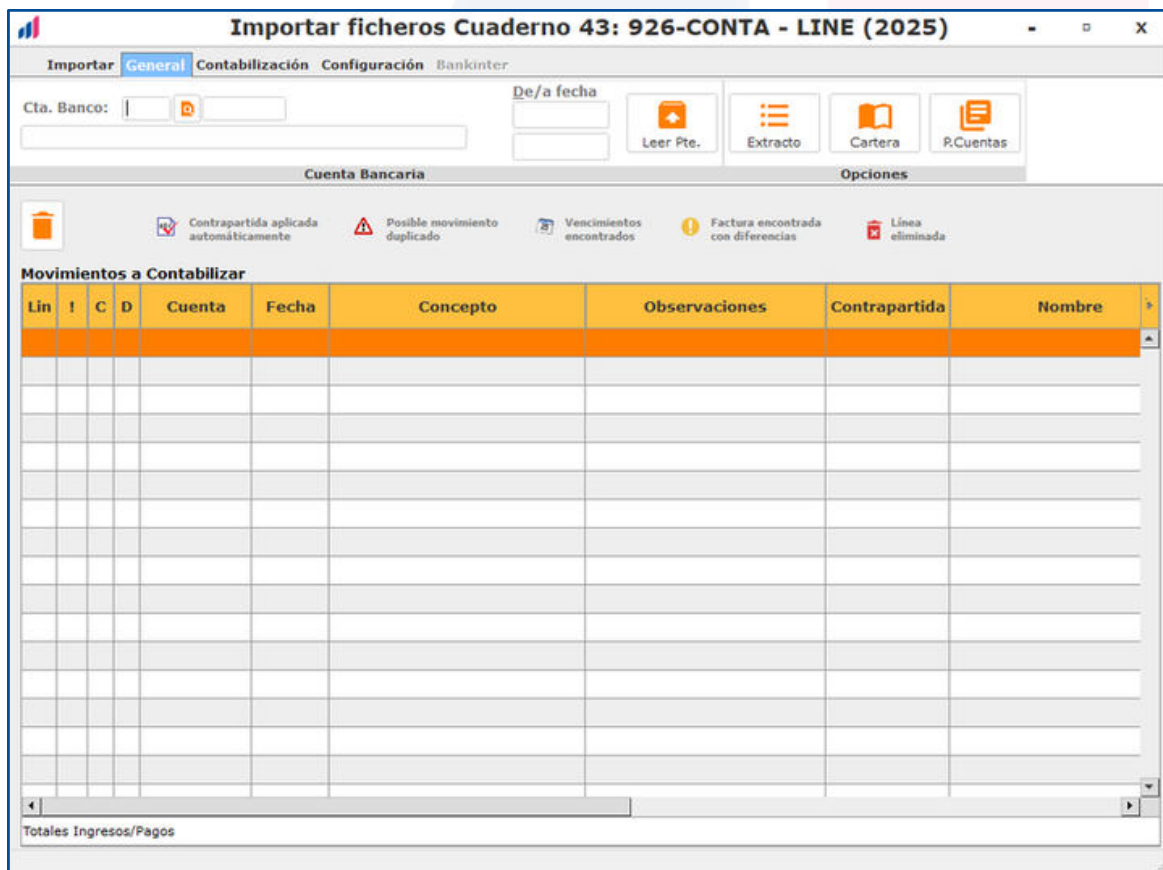 Importar ficheros Cuaderno 43: 926-CONTA - LINE (2025)
Importar General Contabilización Configuración Bankinter
Cta. Banco:
De/a fecha
Leer Pte.
Extracto
Cartera
P.Cuentas
Cuenta Bancaria
Opciones
Contrapartida aplicada
automáticamente
Posible movimiento
duplicado
Vencimientos
encontrados
Factura encontrada
con diferencias
Línea
eliminada
Movimientos a Contabilizar
Lin ! C D Cuenta Fecha Concepto Observaciones Contrapartida Nombre
Totales Ingresos/Pagos